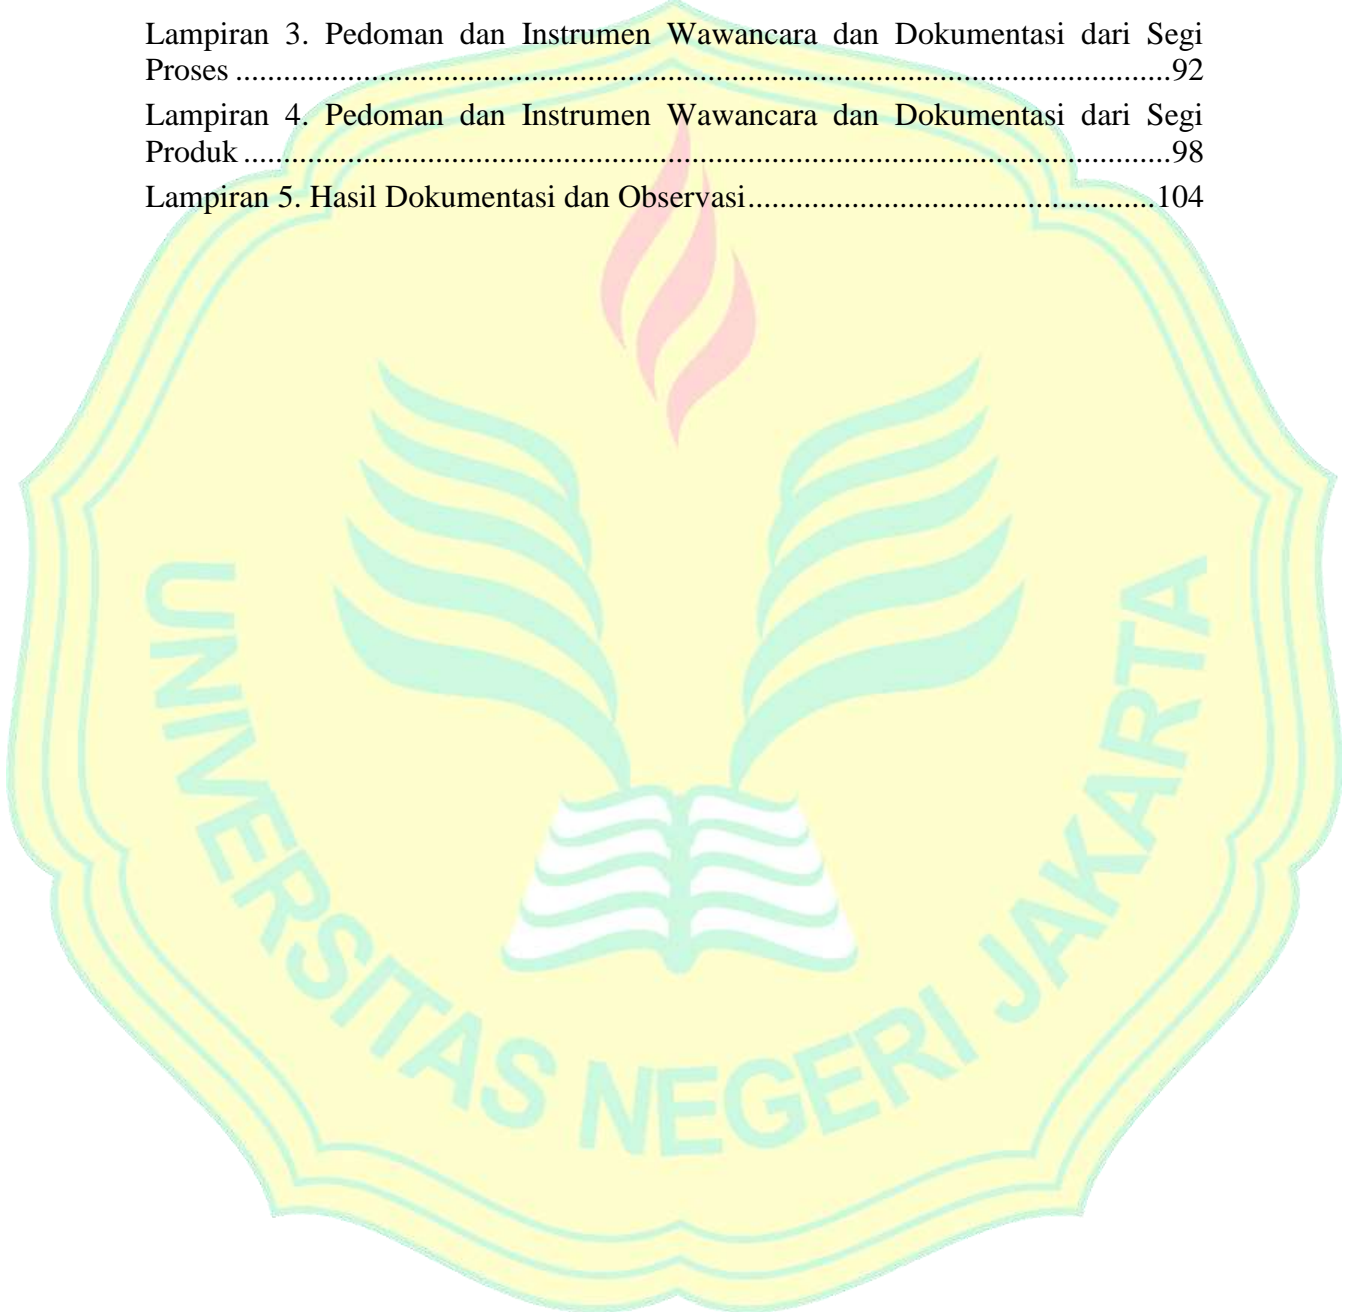 Lampiran 3. Pedoman dan Instrumen Wawancara dan Dokumentasi dari Segi
Proses ........................................................................................................................92
Lampiran 4. Pedoman dan Instrumen Wawancara dan Dokumentasi dari Segi
Produk .......................................................................................................................98
Lampiran 5. Hasil Dokumentasi dan Observasi....................................................104
UNIVERSITAS NEGERI JAKARTA